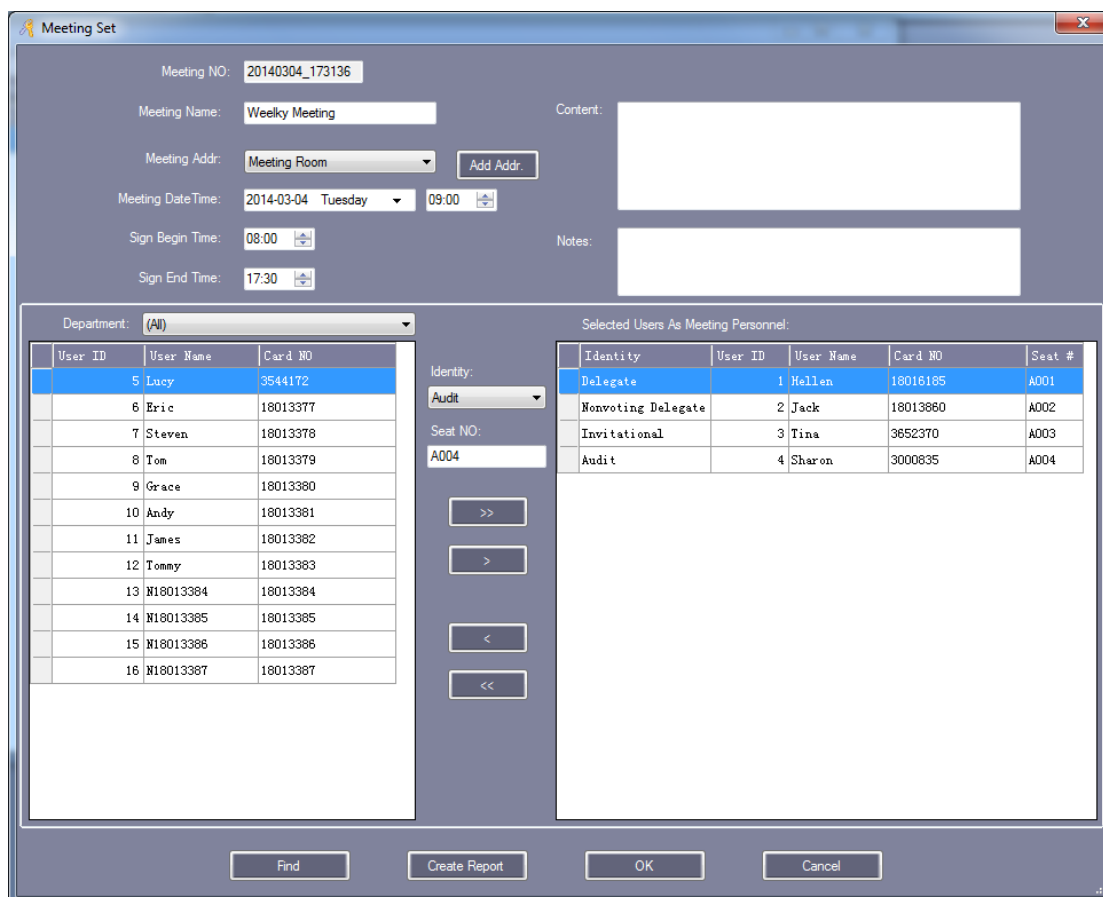 Meeting Set
Meeting NO: 20140304_173136
Meeting Name: Weelky Meeting
Content:
Meeting Addr: Meeting Room Add Addr.
Meeting DateTime: 2014-03-04 Tuesday 09:00
Sign Begin Time: 08:00
Notes:
Sign End Time: 17:30
Department: (All)
User ID User Name Card NO
5 Lucy 3544172
6 Eric 18013377
7 Steven 18013378
8 Tom 18013379
9 Grace 18013380
10 Andy 18013381
11 James 18013382
12 Tommy 18013383
13 N18013384 18013384
14 N18013385 18013385
15 N18013386 18013386
16 N18013387 18013387
Identity:
Audit
Seat NO:
A004
>>
>
<
<<
Selected Users As Meeting Personnel:
Identity User ID User Name Card NO Seat #
Delegate 1 Hellen 18016185 A001
Nonvoting Delegate 2 Jack 18013860 A002
Invitational 3 Tina 3652370 A003
Audit 4 Sharon 3000835 A004
Find Create Report OK Cancel